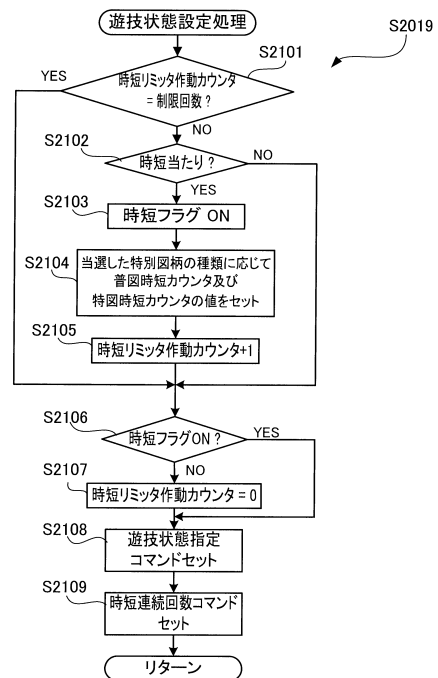 遊技状態設定処理
S2019
S2101
YES
時短リミッタ作動カウンタ
=制限回数?
NO
S2102
時短当たり?
NO
YES
S2103
時短フラグ ON
S2104
当選した特別図柄の種類に応じて
普図時短カウンタ及び
特図時短カウンタの値をセット
S2105
時短リミッタ作動カウンタ+1
S2106
時短フラグON?
YES
NO
S2107
時短リミッタ作動カウンタ=0
S2108
遊技状態指定
コマンドセット
S2109
時短連続回数コマンド
セット
リターン